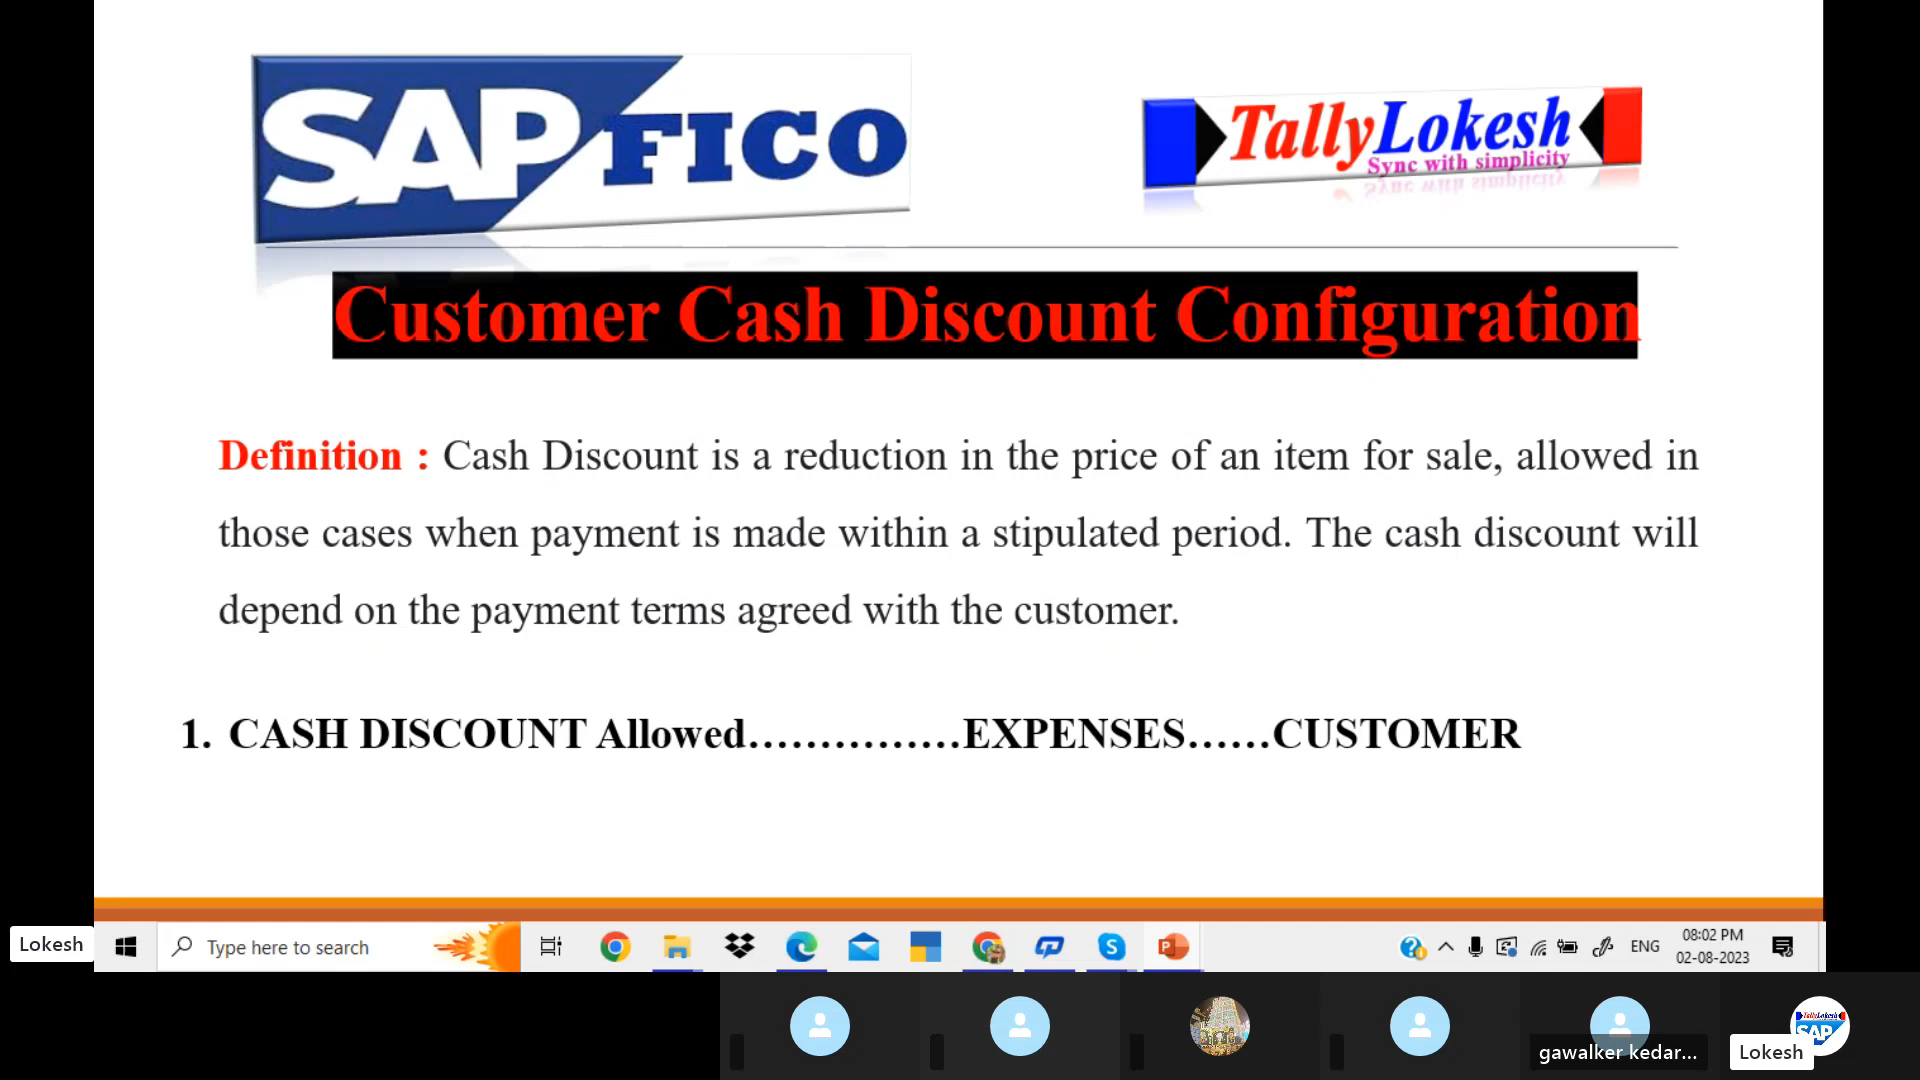 SAP FICO
TallyLokesh
Sync with simplicity
Customer Cash Discount Configuration
Definition : Cash Discount is a reduction in the price of an item for sale, allowed in
those cases when payment is made within a stipulated period. The cash discount will
depend on the payment terms agreed with the customer.
1. CASH DISCOUNT Allowed...............EXPENSES......CUSTOMER
Lokesh
Type here to search
ENG
08:02 PM
02-08-2023
gawalker kedar...
TallyLokesh
SAP
Lokesh